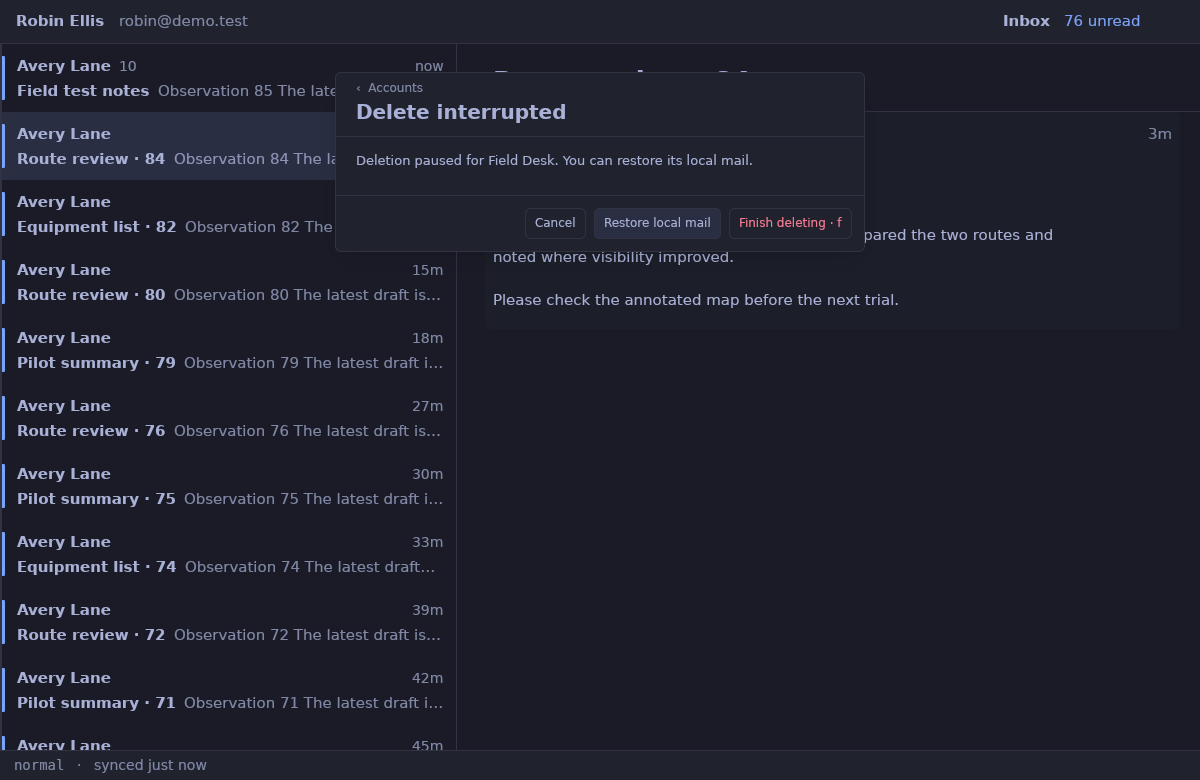 Robin Ellis robin@demo.test
Inbox 76 unread
Avery Lane 10 now
Field test notes Observation 85 The
Avery Lane
Route review · 84 Observation 84 The
Avery Lane
Equipment list · 82 Observation 82 The
Avery Lane 15m
Route review · 80 Observation 80 The latest draft is…
Avery Lane 18m
Pilot summary · 79 Observation 79 The latest draft i…
Avery Lane 27m
Route review · 76 Observation 76 The latest draft is…
Avery Lane 30m
Pilot summary · 75 Observation 75 The latest draft i…
Avery Lane 33m
Equipment list · 74 Observation 74 The latest draft…
Avery Lane 39m
Route review · 72 Observation 72 The latest draft is…
Avery Lane 42m
Pilot summary · 71 Observation 71 The latest draft i…
Avery Lane 45m
‹ Accounts
Delete interrupted
Deletion paused for Field Desk. You can restore its local mail.
Cancel
Restore local mail
Finish deleting · f
3m
the two routes and
noted where visibility improved.
Please check the annotated map before the next trial.
normal · synced just now